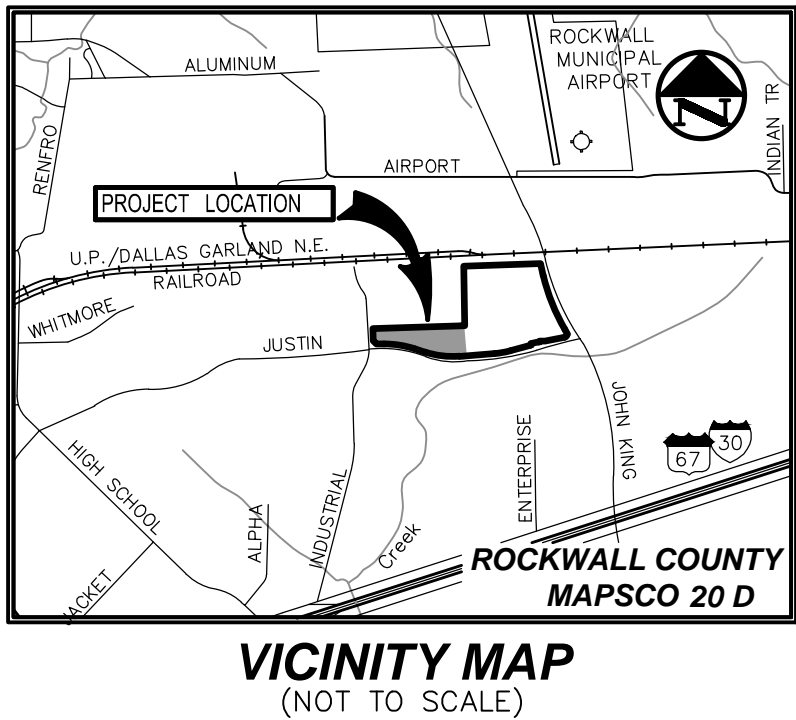 ROCKWALL
MUNICIPAL
AIRPORT
ALUMINUM
N
INDIAN TR
RENFRO
AIRPORT
PROJECT LOCATION
U.P./DALLAS GARLAND N.E.
RAILROAD
WHITMORE
JUSTIN
JOHN KING
HIGH SCHOOL
ENTERPRISE
67
30
INDUSTRIAL
ALPHA
Creek
JACKET
ROCKWALL COUNTY
MAPSCO 20 D
VICINITY MAP
(NOT TO SCALE)